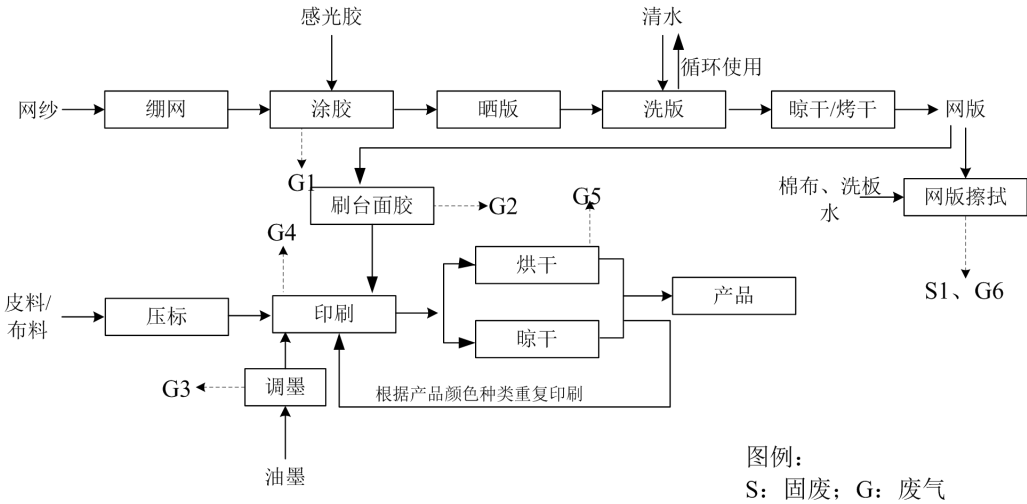 感光胶
清水
循环使用
网纱
绷网
涂胶
晒版
洗版
晾干/烤干
网版
G1
刷台面胶
G2
G5
棉布、洗板
水
网版擦拭
G4
S1、G6
皮料/
布料
压标
印刷
烘干
晾干
产品
G3
调墨
根据产品颜色种类重复印刷
油墨
图例：
S：固废；G：废气